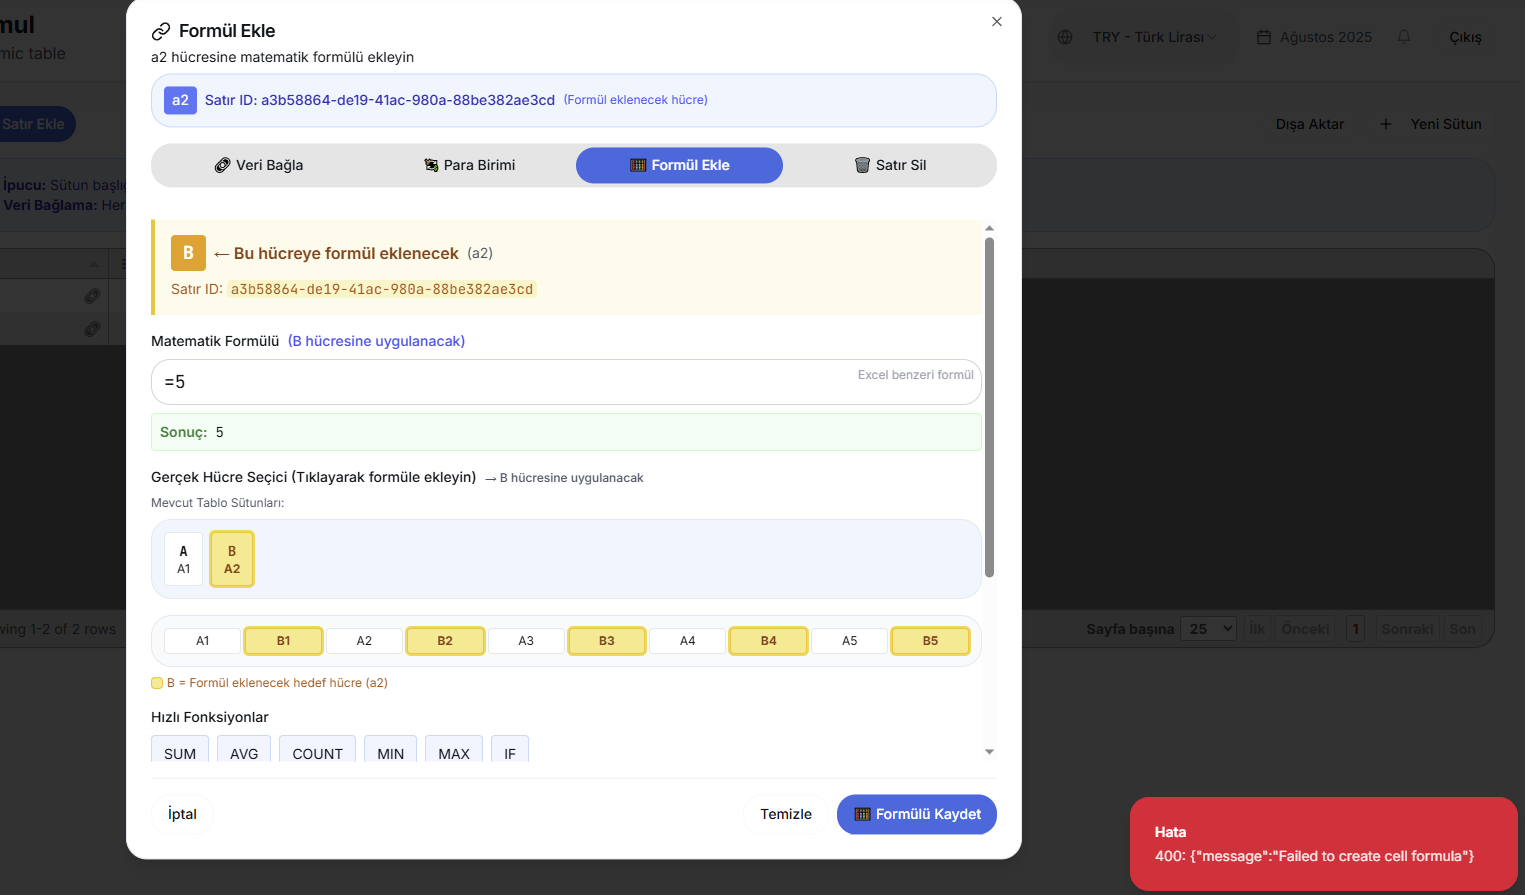 mul
mic table
TRY - Türk Lirası
Ağustos 2025
Çıkış
Satır Ekle
Dışa Aktar
+ Yeni Sütun
İpucu: Sütun başlı
Veri Bağlama: Her
Formül Ekle
a2 hücresine matematik formülü ekleyin
a2 Satır ID: a3b58864-de19-41ac-980a-88be382ae3cd (Formül eklenecek hücre)
Veri Bağla
Para Birimi
Formül Ekle
Satır Sil
B ← Bu hücreye formül eklenecek (a2)
Satır ID: a3b58864-de19-41ac-980a-88be382ae3cd
Matematik Formülü (B hücresine uygulanacak)
=5
Excel benzeri formül
Sonuç: 5
Gerçek Hücre Seçici (Tıklayarak formüle ekleyin) → B hücresine uygulanacak
Mevcut Tablo Sütunları:
A B
A1 A2
A1 B1 A2 B2 A3 B3 A4 B4 A5 B5
B = Formül eklenecek hedef hücre (a2)
Hızlı Fonksiyonlar
SUM AVG COUNT MIN MAX IF
İptal
Temizle
Formülü Kaydet
wing 1-2 of 2 rows
Sayfa başına 25 İlk Önceki 1 Sonraki Son
Hata
400: {"message":"Failed to create cell formula"}